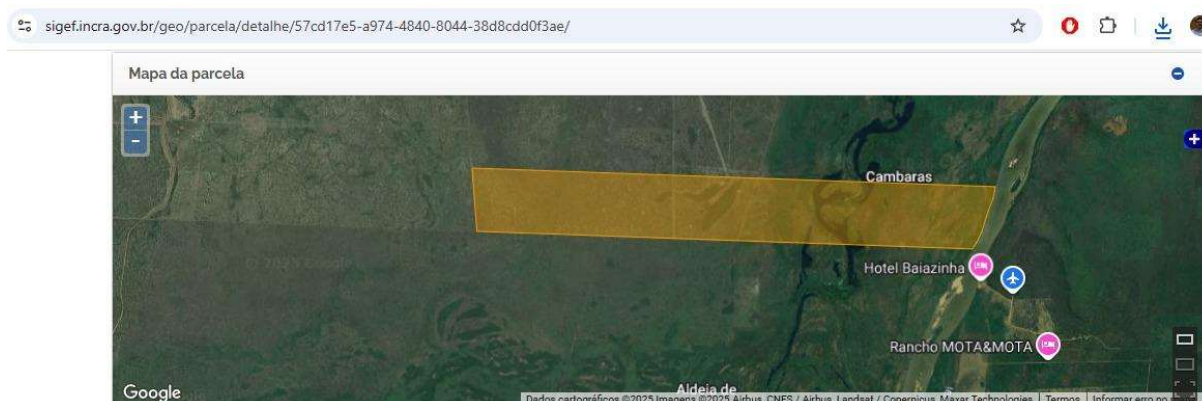 sigef.incra.gov.br/geo/parcela/detalhe/57cd17e5-a974-4840-8044-38d8cdd0f3ae/
Mapa da parcela
+
-
+
Cambaras
Hotel Baiazinha
Rancho MOTA&MOTA
Aldeia de
Google
Dados cartográficos ©2025 Imagens ©2025 Airbus, CNES / Airbus, Landsat / Copernicus, Maxar Technologies
Termos
Informar erro no